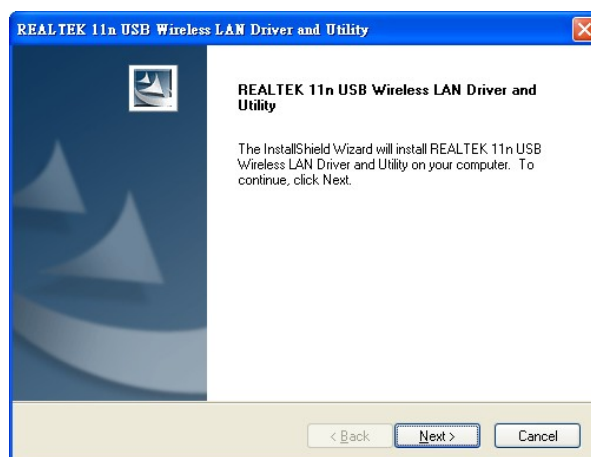 REALTEK 11n USB Wireless LAN Driver and Utility
REALTEK 11n USB Wireless LAN Driver and
Utility
The InstallShield Wizard will install REALTEK 11n USB
Wireless LAN Driver and Utility on your computer. To
continue, click Next.
< Back
Next >
Cancel